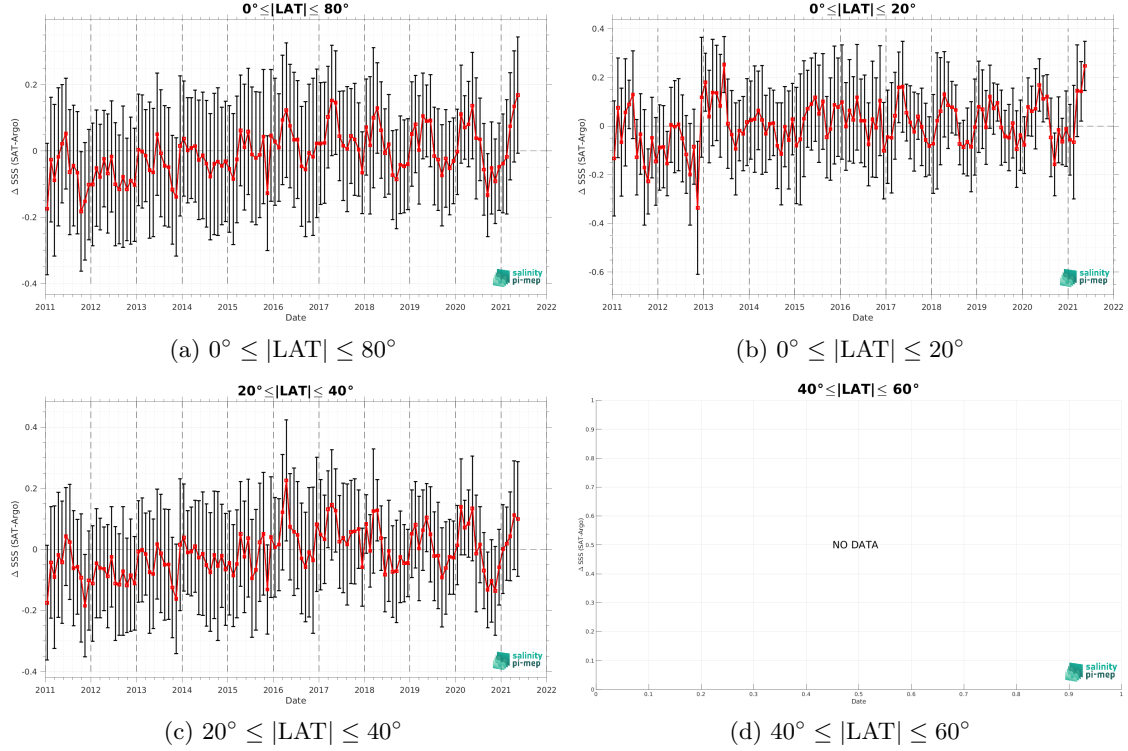 0°≤|LAT|≤ 80°
Δ SSS (SAT-Argo)
0.2
0
-0.2
-0.4
2011 2012 2013 2014 2015 2016 2017 2018 2019 2020 2021 2022
Date
salinity
pi-mep
(a) 0° ≤ |LAT| ≤ 80°
0°≤|LAT|≤ 20°
Δ SSS (SAT-Argo)
0.4
0.2
0
-0.2
-0.4
-0.6
2011 2012 2013 2014 2015 2016 2017 2018 2019 2020 2021 2022
Date
salinity
pi-mep
(b) 0° ≤ |LAT| ≤ 20°
20°≤|LAT|≤ 40°
Δ SSS (SAT-Argo)
0.4
0.2
0
-0.2
-0.4
2011 2012 2013 2014 2015 2016 2017 2018 2019 2020 2021 2022
Date
salinity
pi-mep
(c) 20° ≤ |LAT| ≤ 40°
40°≤|LAT|≤ 60°
Δ SSS (SAT-Argo)
1
0.9
0.8
0.7
0.6
0.5
0.4
0.3
0.2
0.1
0
NO DATA
0 0.1 0.2 0.3 0.4 0.5 0.6 0.7 0.8 0.9 1
Date
salinity
pi-mep
(d) 40° ≤ |LAT| ≤ 60°